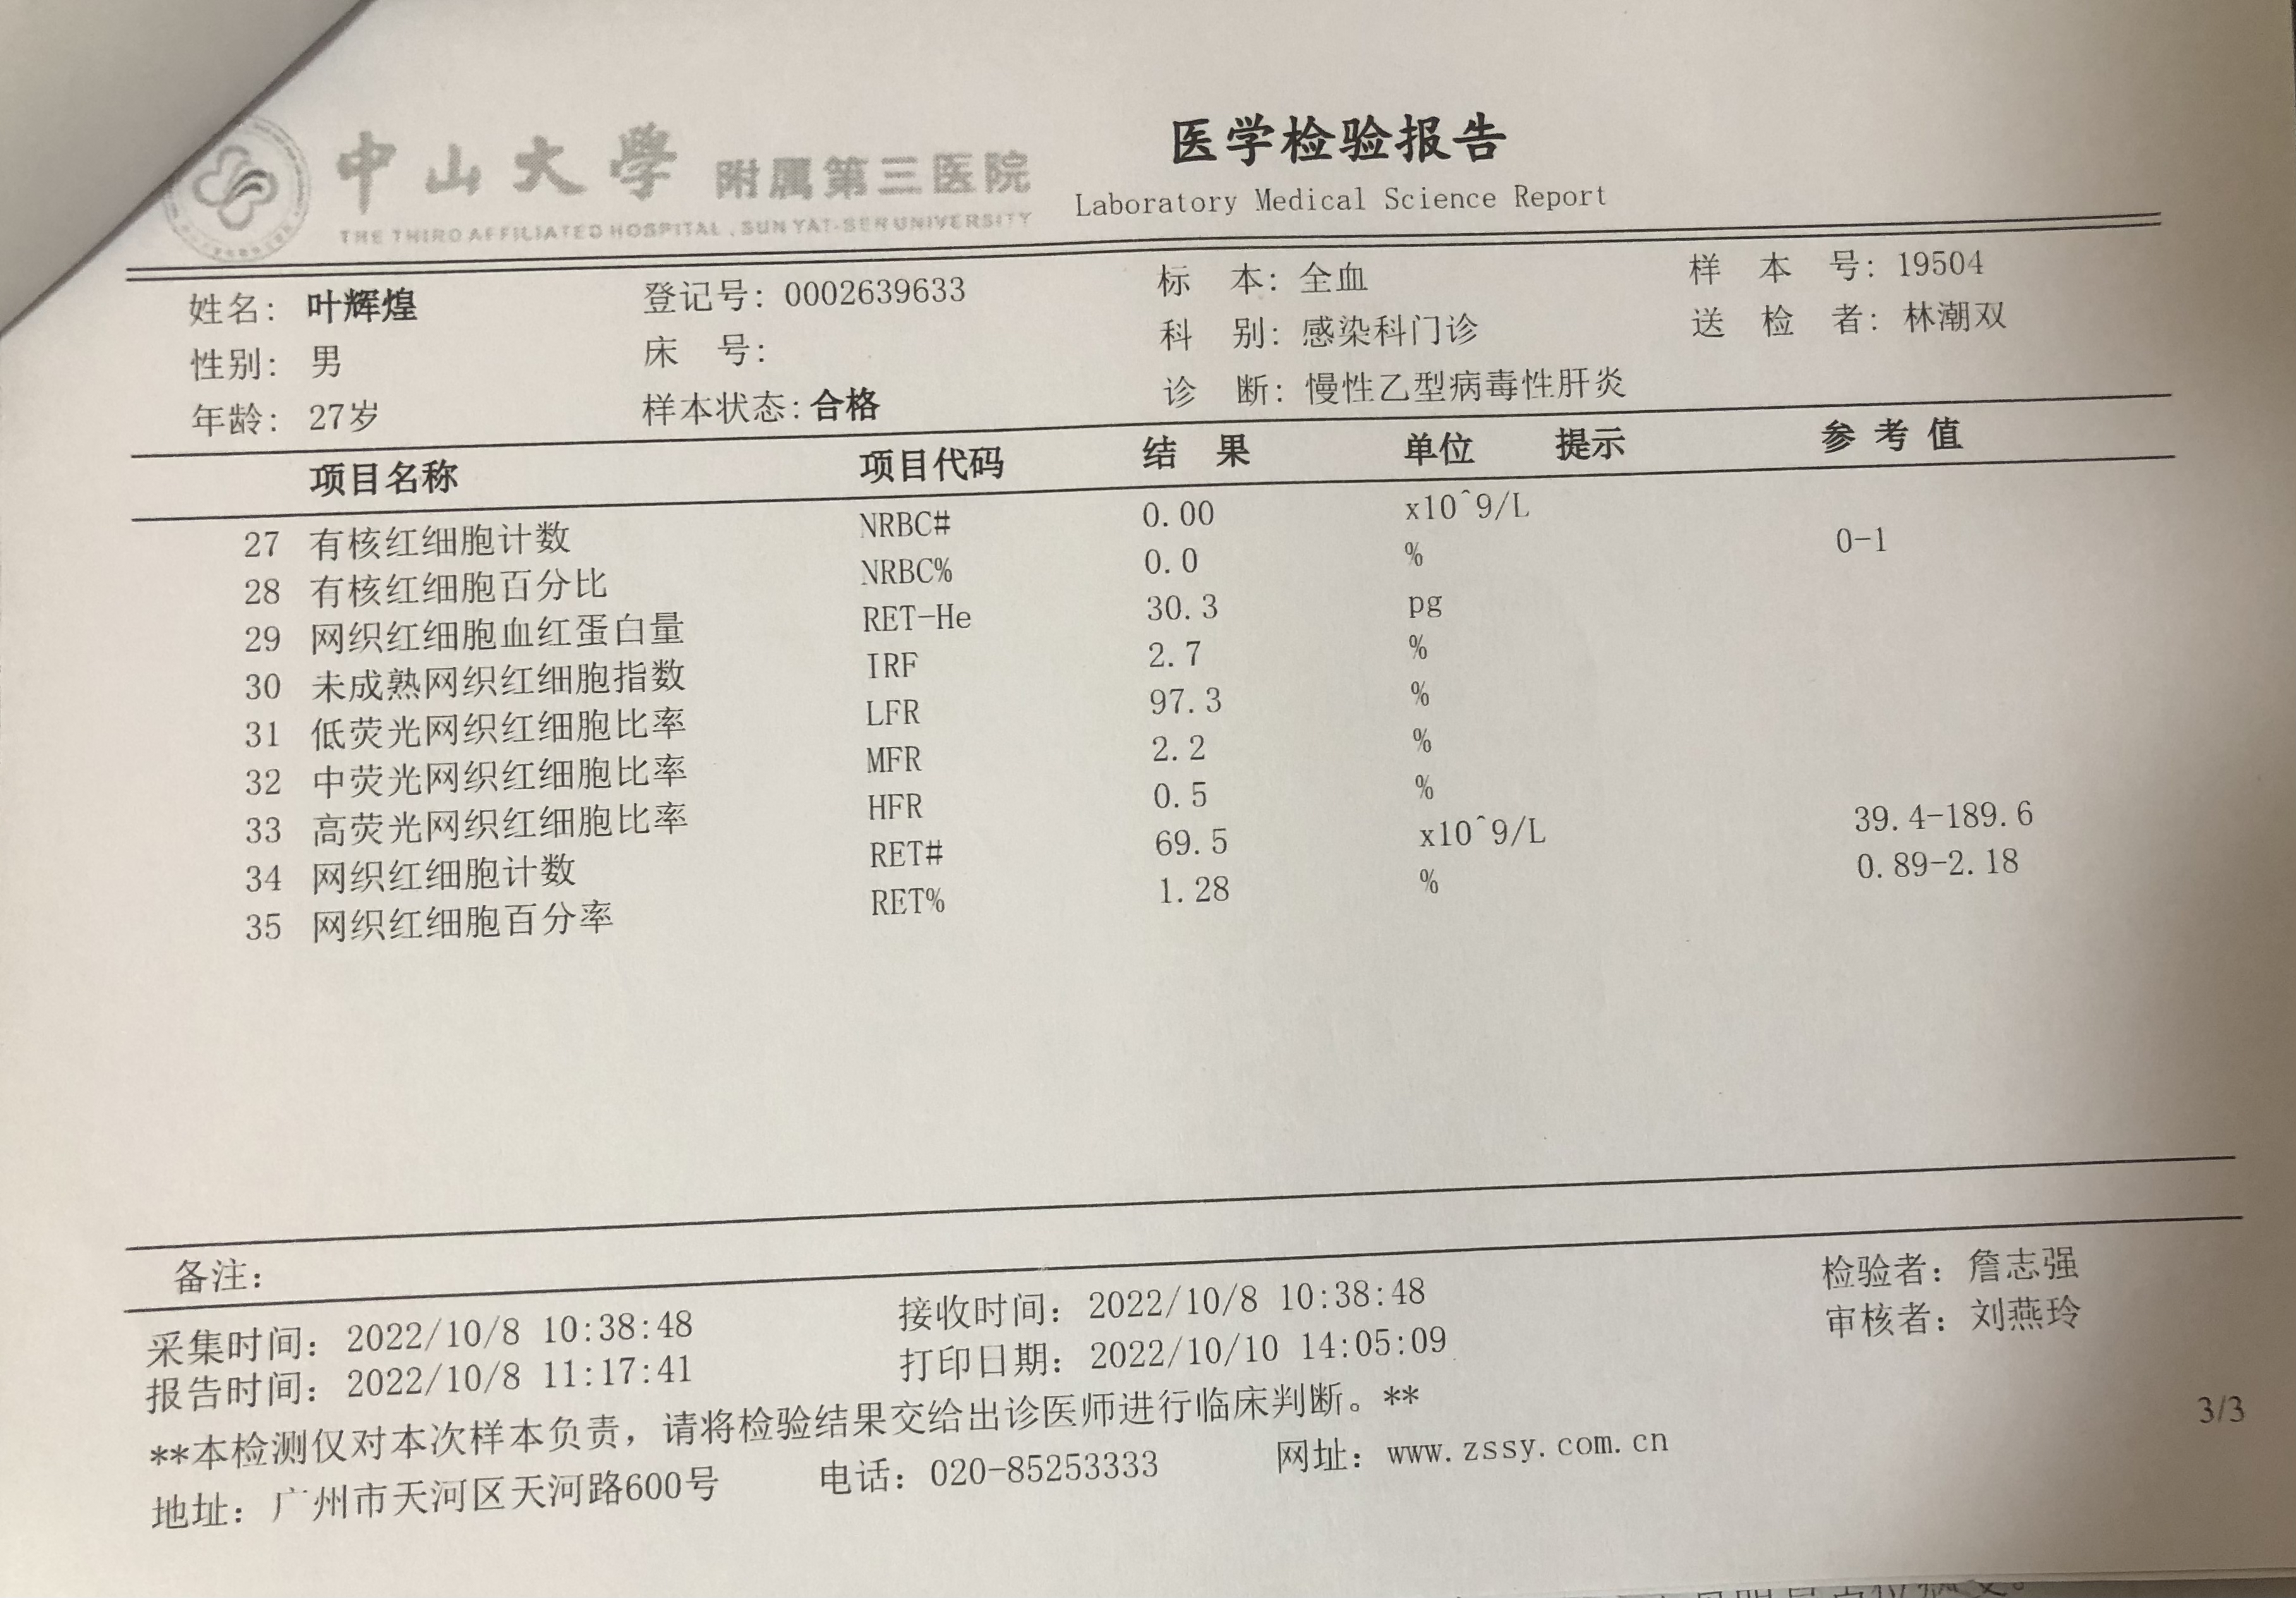 中山大學 附属第三医院
THE THIRD AFFILIATED HOSPITAL, SUN YAT-SEN UNIVERSITY
医学检验报告
Laboratory Medical Science Report
姓名: 叶辉煌 登记号: 0002639633 标 本: 全血 样 本 号: 19504
性别: 男 床 号: 科 别: 感染科门诊 送 检 者: 林潮双
年龄: 27岁 样本状态: 合格 诊 断: 慢性乙型病毒性肝炎
项目名称 项目代码 结 果 单位 提示 参 考 值
27 有核红细胞计数 NRBC# 0.00 x10^9/L
28 有核红细胞百分比 NRBC% 0.0 % 0-1
29 网织红细胞血红蛋白量 RET-He 30.3 pg
30 未成熟网织红细胞指数 IRF 2.7 %
31 低荧光网织红细胞比率 LFR 97.3 %
32 中荧光网织红细胞比率 MFR 2.2 %
33 高荧光网织红细胞比率 HFR 0.5 %
34 网织红细胞计数 RET# 69.5 x10^9/L 39.4-189.6
35 网织红细胞百分率 RET% 1.28 % 0.89-2.18
备注:
采集时间: 2022/10/8 10:38:48 接收时间: 2022/10/8 10:38:48 检验者: 詹志强
报告时间: 2022/10/8 11:17:41 打印日期: 2022/10/10 14:05:09 审核者: 刘燕玲
**本检测仅对本次样本负责，请将检验结果交给出诊医师进行临床判断。**
3/3
地址: 广州市天河区天河路600号 电话: 020-85253333 网址: www.zssy.com.cn